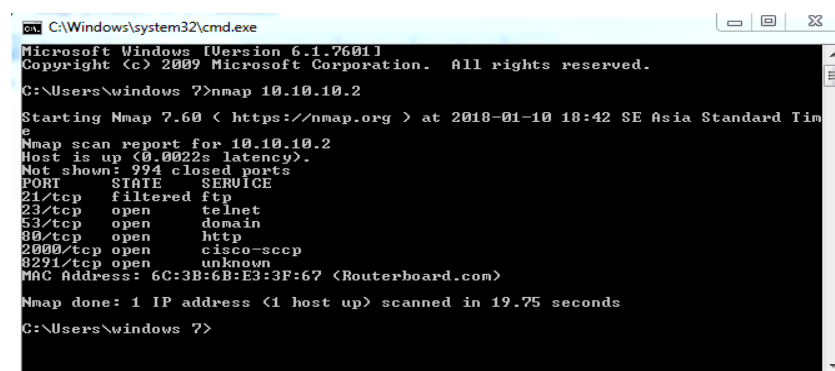 C:\Windows\system32\cmd.exe
Microsoft Windows [Version 6.1.7601]
Copyright (c) 2009 Microsoft Corporation.  All rights reserved.
C:\Users\windows 7>nmap 10.10.10.2
Starting Nmap 7.60 ( https://nmap.org ) at 2018-01-10 18:42 SE Asia Standard Tim
e
Nmap scan report for 10.10.10.2
Host is up (0.0022s latency).
Not shown: 994 closed ports
PORT     STATE    SERVICE
21/tcp   filtered ftp
23/tcp   open     telnet
53/tcp   open     domain
80/tcp   open     http
2000/tcp open     cisco-sccp
8291/tcp open     unknown
MAC Address: 6C:3B:6B:E3:3F:67 (Routerboard.com)
Nmap done: 1 IP address (1 host up) scanned in 19.75 seconds
C:\Users\windows 7>